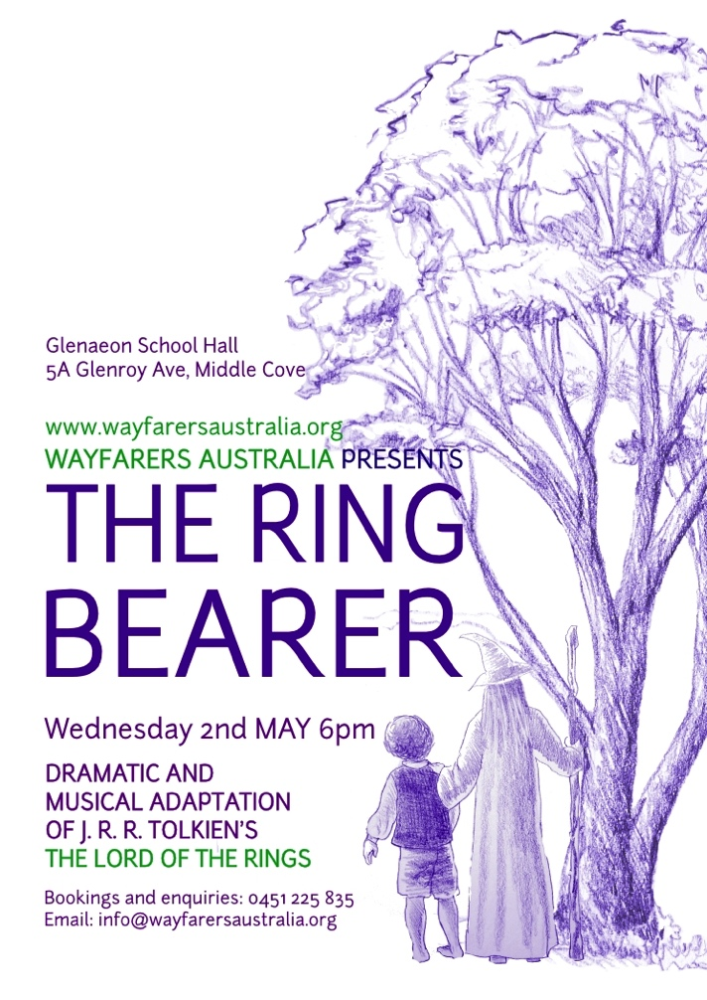 Glenaeon School Hall
5A Glenroy Ave, Middle Cove
www.wayfarersaustralia.org
WAYFARERS AUSTRALIA PRESENTS
THE RING
BEARER
Wednesday 2nd MAY 6pm
DRAMATIC AND
MUSICAL ADAPTATION
OF J. R. R. TOLKIEN'S
THE LORD OF THE RINGS
Bookings and enquiries: 0451 225 835
Email: info@wayfarersaustralia.org